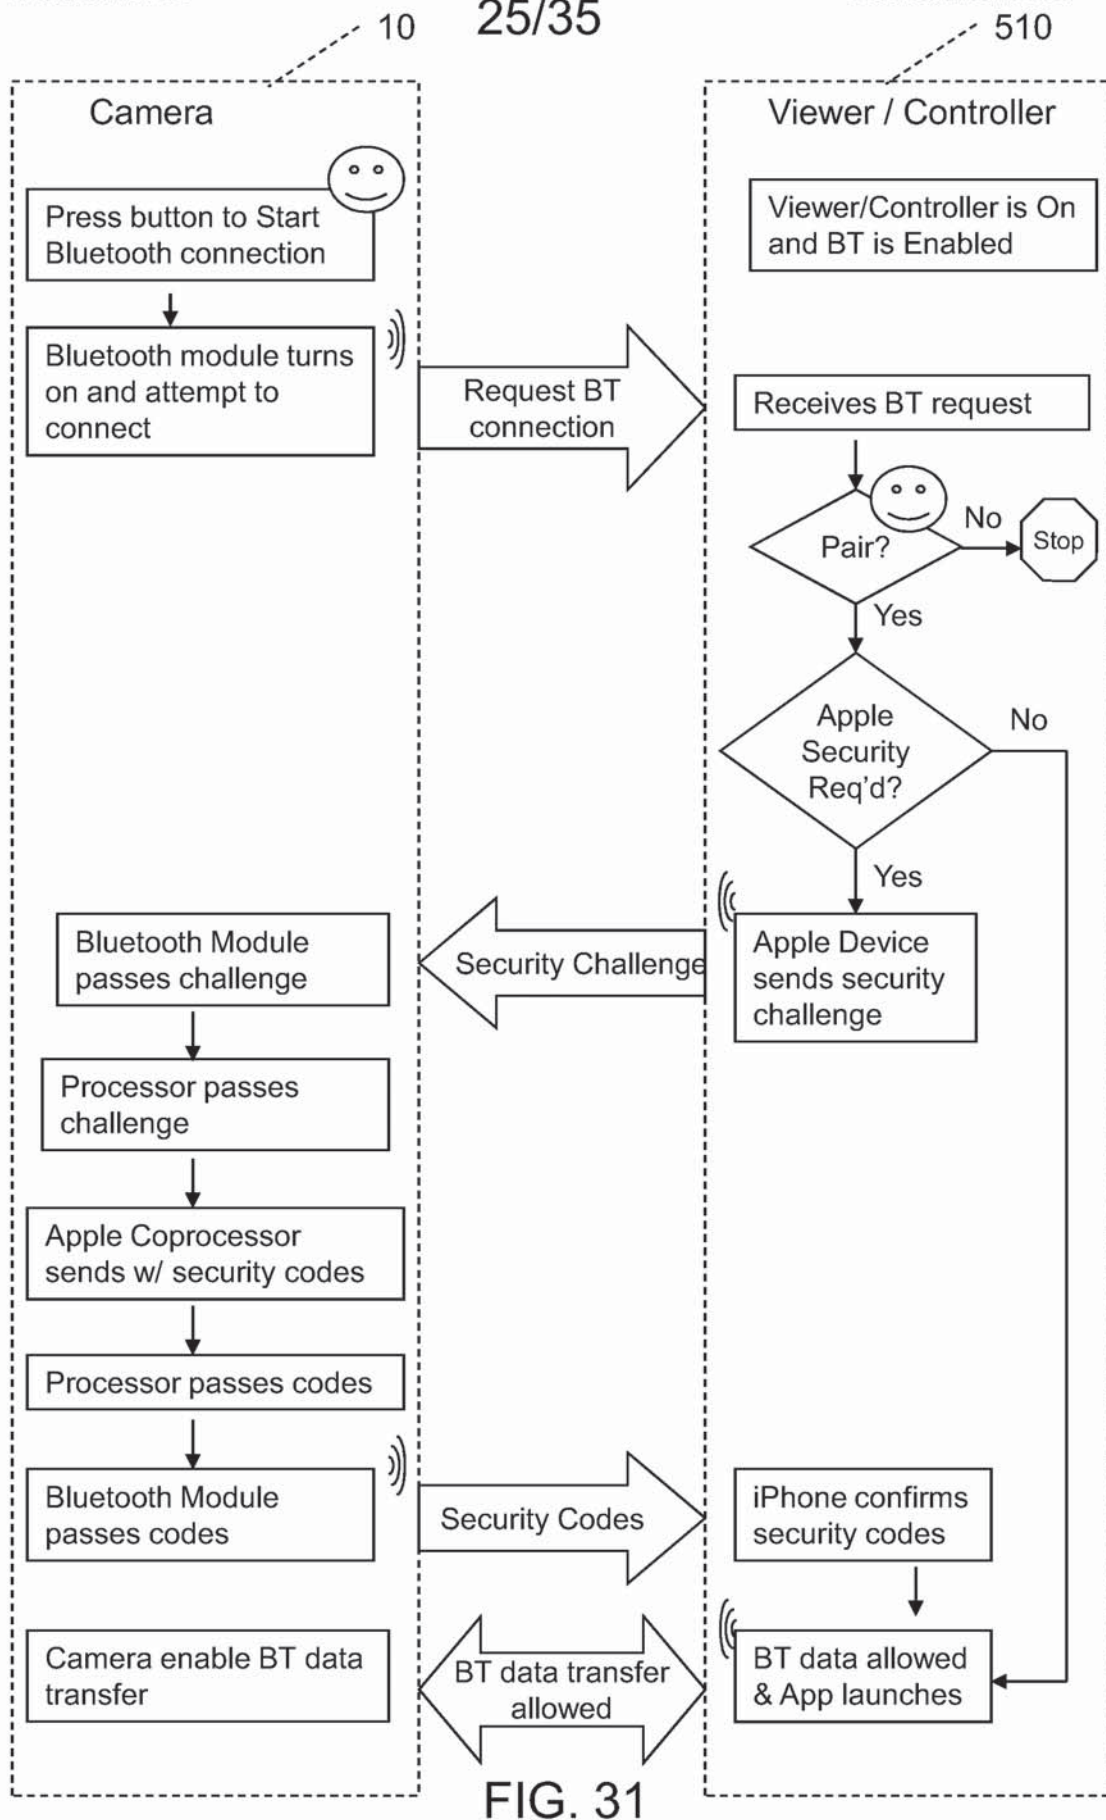 25/35
10
510
Camera
Viewer / Controller
Press button to Start
Bluetooth connection
Viewer/Controller is On
and BT is Enabled
Bluetooth module turns
on and attempt to
connect
Request BT
connection
Receives BT request
Pair?
No
Stop
Yes
Apple
Security
Req'd?
No
Yes
Bluetooth Module
passes challenge
Security Challenge
Apple Device
sends security
challenge
Processor passes
challenge
Apple Coprocessor
sends w/ security codes
Processor passes codes
Bluetooth Module
passes codes
Security Codes
iPhone confirms
security codes
Camera enable BT data
transfer
BT data transfer
allowed
BT data allowed
& App launches
FIG. 31